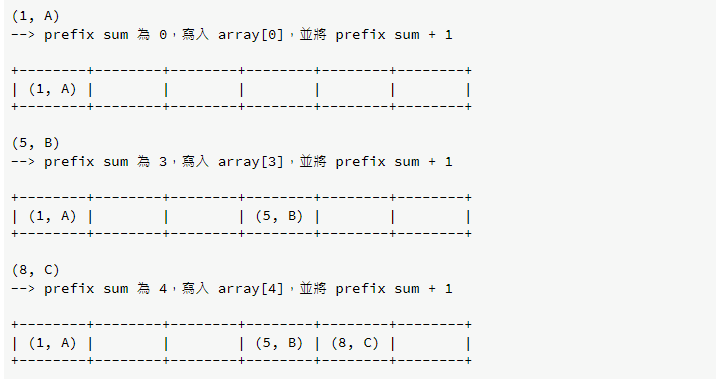 (1, A)
--> prefix sum 為 0，寫入 array[0]，並將 prefix sum + 1
+--------+--------+--------+--------+--------+--------+
| (1, A) |        |        |        |        |        |
+--------+--------+--------+--------+--------+--------+
(5, B)
--> prefix sum 為 3，寫入 array[3]，並將 prefix sum + 1
+--------+--------+--------+--------+--------+--------+
| (1, A) |        |        | (5, B) |        |        |
+--------+--------+--------+--------+--------+--------+
(8, C)
--> prefix sum 為 4，寫入 array[4]，並將 prefix sum + 1
+--------+--------+--------+--------+--------+--------+
| (1, A) |        |        | (5, B) | (8, C) |        |
+--------+--------+--------+--------+--------+--------+